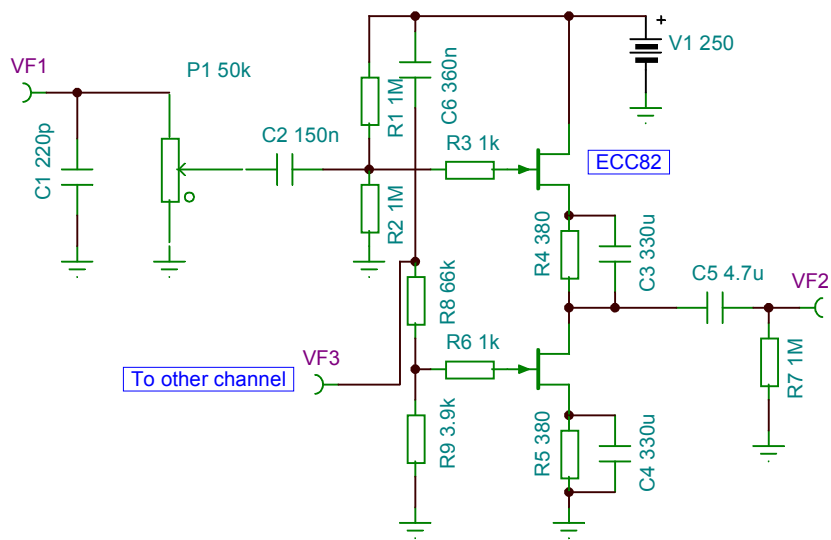 VF1
P1 50k
+
V1 250
C1 220p
C2 150n
R1 1M
C6 360n
R3 1k
ECC82
R2 1M
R4 380
C3 330u
C5 4.7u
VF2
R8 66k
R6 1k
VF3
To other channel
R7 1M
R9 3.9k
R5 380
C4 330u